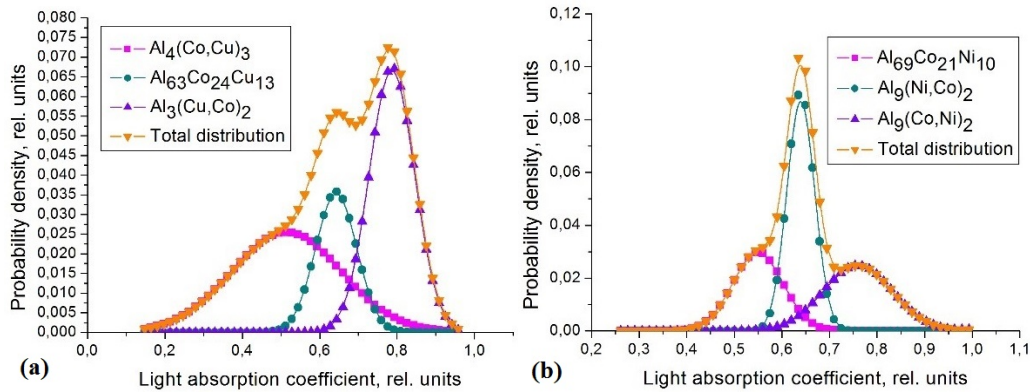 0,080
0,075
0,070
0,065
0,060
0,055
0,050
0,045
0,040
0,035
0,030
0,025
0,020
0,015
0,010
0,005
0,000
Probability density, rel. units
Al4(Co,Cu)3
Al63Co24Cu13
Al3(Cu,Co)2
Total distribution
0,0 0,2 0,4 0,6 0,8 1,0
Light absorption coefficient, rel. units
(a)
0,12
0,10
0,08
0,06
0,04
0,02
0,00
Probability density, rel. units
Al69Co21Ni10
Al9(Ni,Co)2
Al9(Co,Ni)2
Total distribution
0,2 0,3 0,4 0,5 0,6 0,7 0,8 0,9 1,0 1,1
Light absorption coefficient, rel. units
(b)